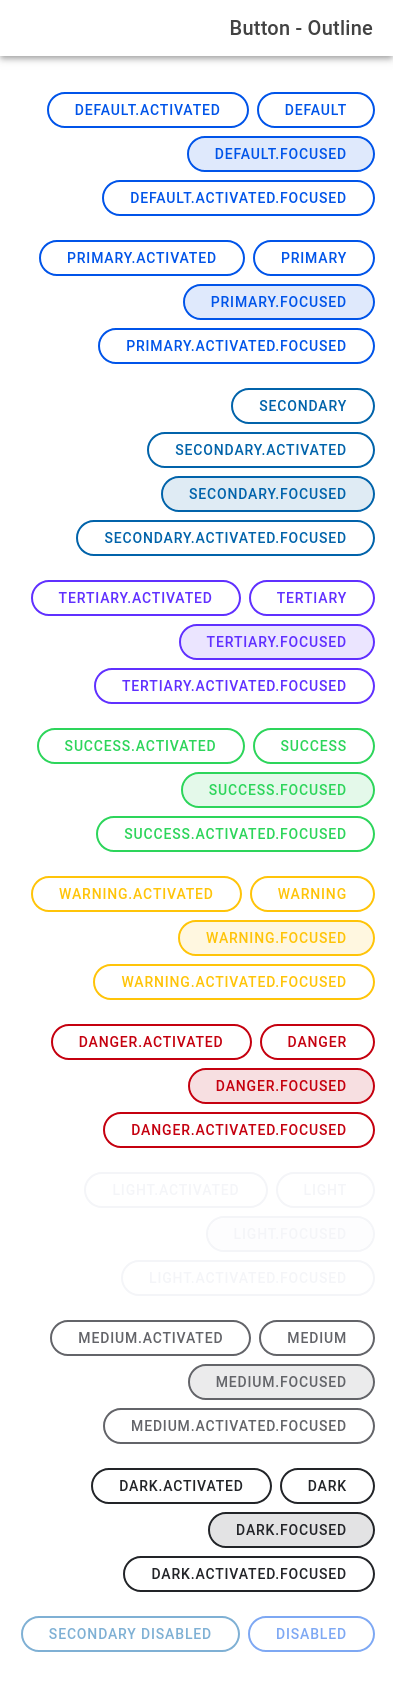 Button - Outline
DEFAULT.ACTIVATED DEFAULT
DEFAULT.FOCUSED
DEFAULT.ACTIVATED.FOCUSED
PRIMARY.ACTIVATED PRIMARY
PRIMARY.FOCUSED
PRIMARY.ACTIVATED.FOCUSED
SECONDARY
SECONDARY.ACTIVATED
SECONDARY.FOCUSED
SECONDARY.ACTIVATED.FOCUSED
TERTIARY.ACTIVATED TERTIARY
TERTIARY.FOCUSED
TERTIARY.ACTIVATED.FOCUSED
SUCCESS.ACTIVATED SUCCESS
SUCCESS.FOCUSED
SUCCESS.ACTIVATED.FOCUSED
WARNING.ACTIVATED WARNING
WARNING.FOCUSED
WARNING.ACTIVATED.FOCUSED
DANGER.ACTIVATED DANGER
DANGER.FOCUSED
DANGER.ACTIVATED.FOCUSED
LIGHT.ACTIVATED LIGHT
LIGHT.FOCUSED
LIGHT.ACTIVATED.FOCUSED
MEDIUM.ACTIVATED MEDIUM
MEDIUM.FOCUSED
MEDIUM.ACTIVATED.FOCUSED
DARK.ACTIVATED DARK
DARK.FOCUSED
DARK.ACTIVATED.FOCUSED
SECONDARY DISABLED DISABLED